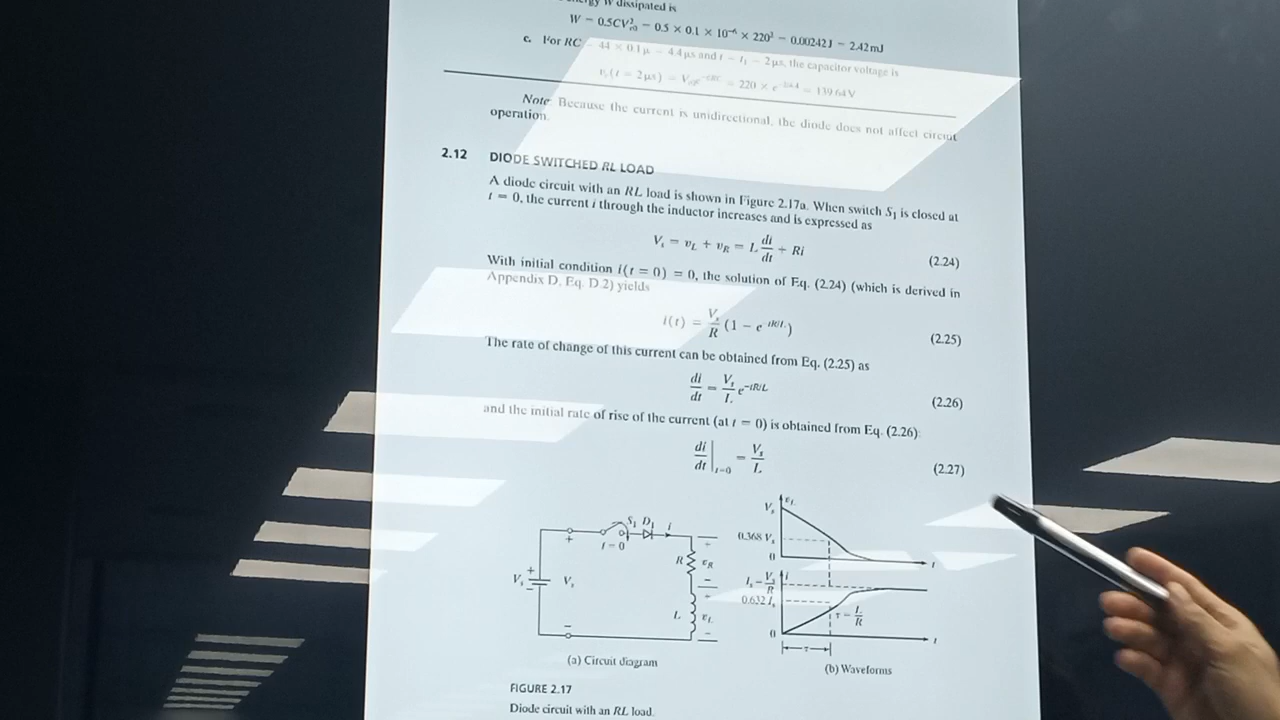 W dissipated is
W = 0.5CV²ₛ₀ = 0.5 × 0.1 × 10⁻⁶ × 220² = 0.00242 J = 2.42 mJ
c. For RC = 44 × 0.1 μ = 4.4 μs and t = t₁ = 2 μs, the capacitor voltage is
= 220 × = 139.64 V
Note: Because the current is unidirectional, the diode does not affect circuit
operation.
2.12 DIODE SWITCHED RL LOAD
A diode circuit with an RL load is shown in Figure 2.17a. When switch S₁ is closed at
t = 0, the current i through the inductor increases and is expressed as
Vₛ = v_L + v_R = L di/dt + Ri (2.24)
With initial condition i(t = 0) = 0, the solution of Eq. (2.24) (which is derived in
Appendix D, Eq. D.2) yields
i(t) = Vₛ/R (1 − e^(tR/L)) (2.25)
The rate of change of this current can be obtained from Eq. (2.25) as
di/dt = Vₛ/L e^(−tR/L) (2.26)
and the initial rate of rise of the current (at t = 0) is obtained from Eq. (2.26):
di/dt |ₜ₌₀ = Vₛ/L (2.27)
S₁ D₁ i
t = 0
+
R v_R
Vₛ Vₛ
L v_L
(a) Circuit diagram
Vₛ v_L
0.368 Vₛ
0 t
Iₛ = Vₛ/R i
0.632 Iₛ
τ = L/R
0 t
τ
(b) Waveforms
FIGURE 2.17
Diode circuit with an RL load.